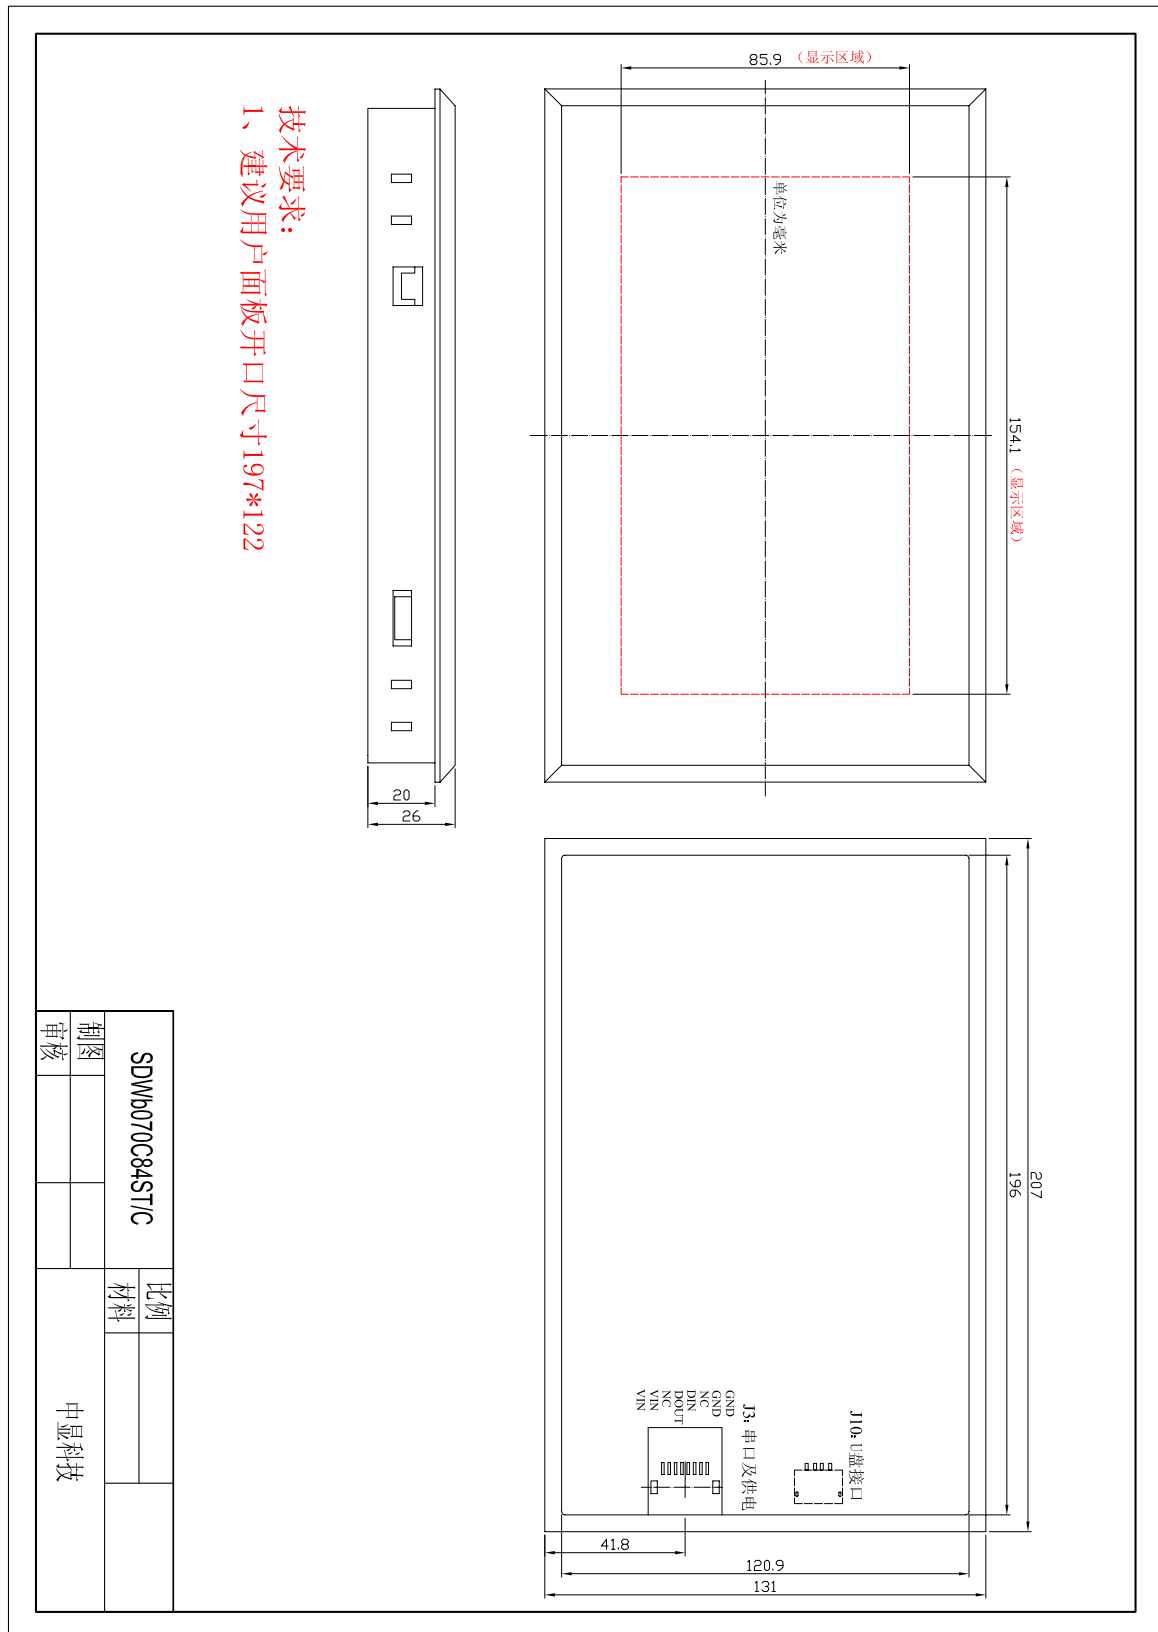 85.9 (显示区域)
154.1 (显示区域)
单位为毫米
技术要求:
1、建议用户面板开口尺寸197*122
20
26
207
196
J10: U盘接口
J3: 串口及供电
GND
GND
NC
DIN
DOUT
NC
VIN
VIN
41.8
120.9
131
SDWb070C84ST/C
比例
材料
制图
审核
中显科技